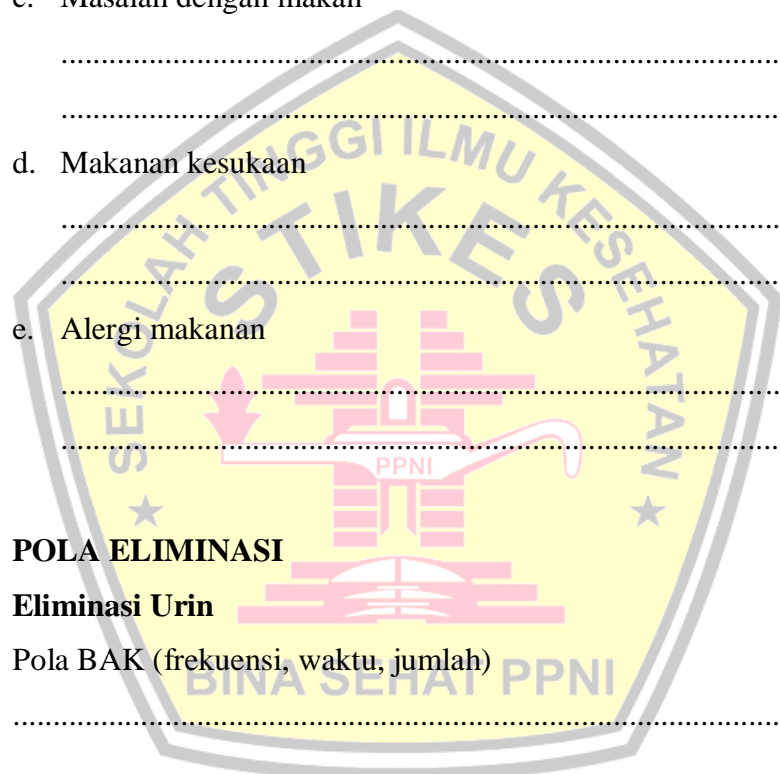 c. Masalah dengan makan
..........................................................................................
..........................................................................................
d. Makanan kesukaan
..........................................................................................
..........................................................................................
e. Alergi makanan
..........................................................................................
..........................................................................................
POLA ELIMINASI
Eliminasi Urin
Pola BAK (frekuensi, waktu, jumlah)
................................................................................................
SEKOLAH TINGGI ILMU KESEHATAN
STIKES
PPNI
BINA SEHAT PPNI